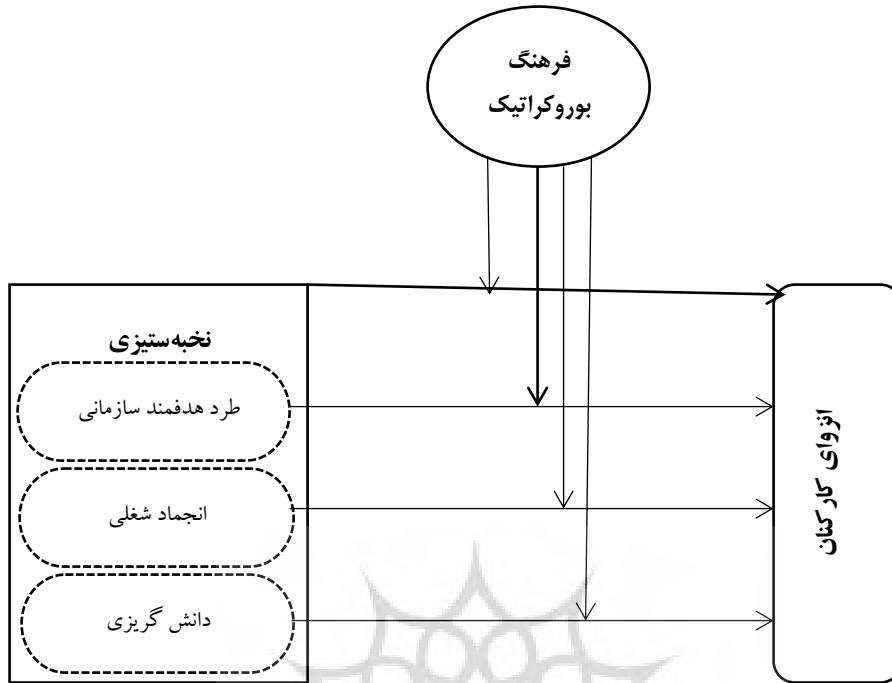 فرهنگ
بوروکراتیک
نخبه‌ستیزی
طرد هدفمند سازمانی
انجماد شغلی
دانش گریزی
انزوای کارکنان